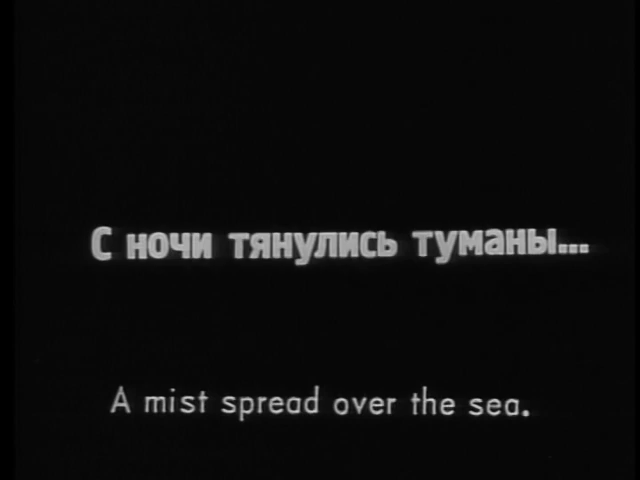 С ночи тянулись туманы...
A mist spread over the sea.